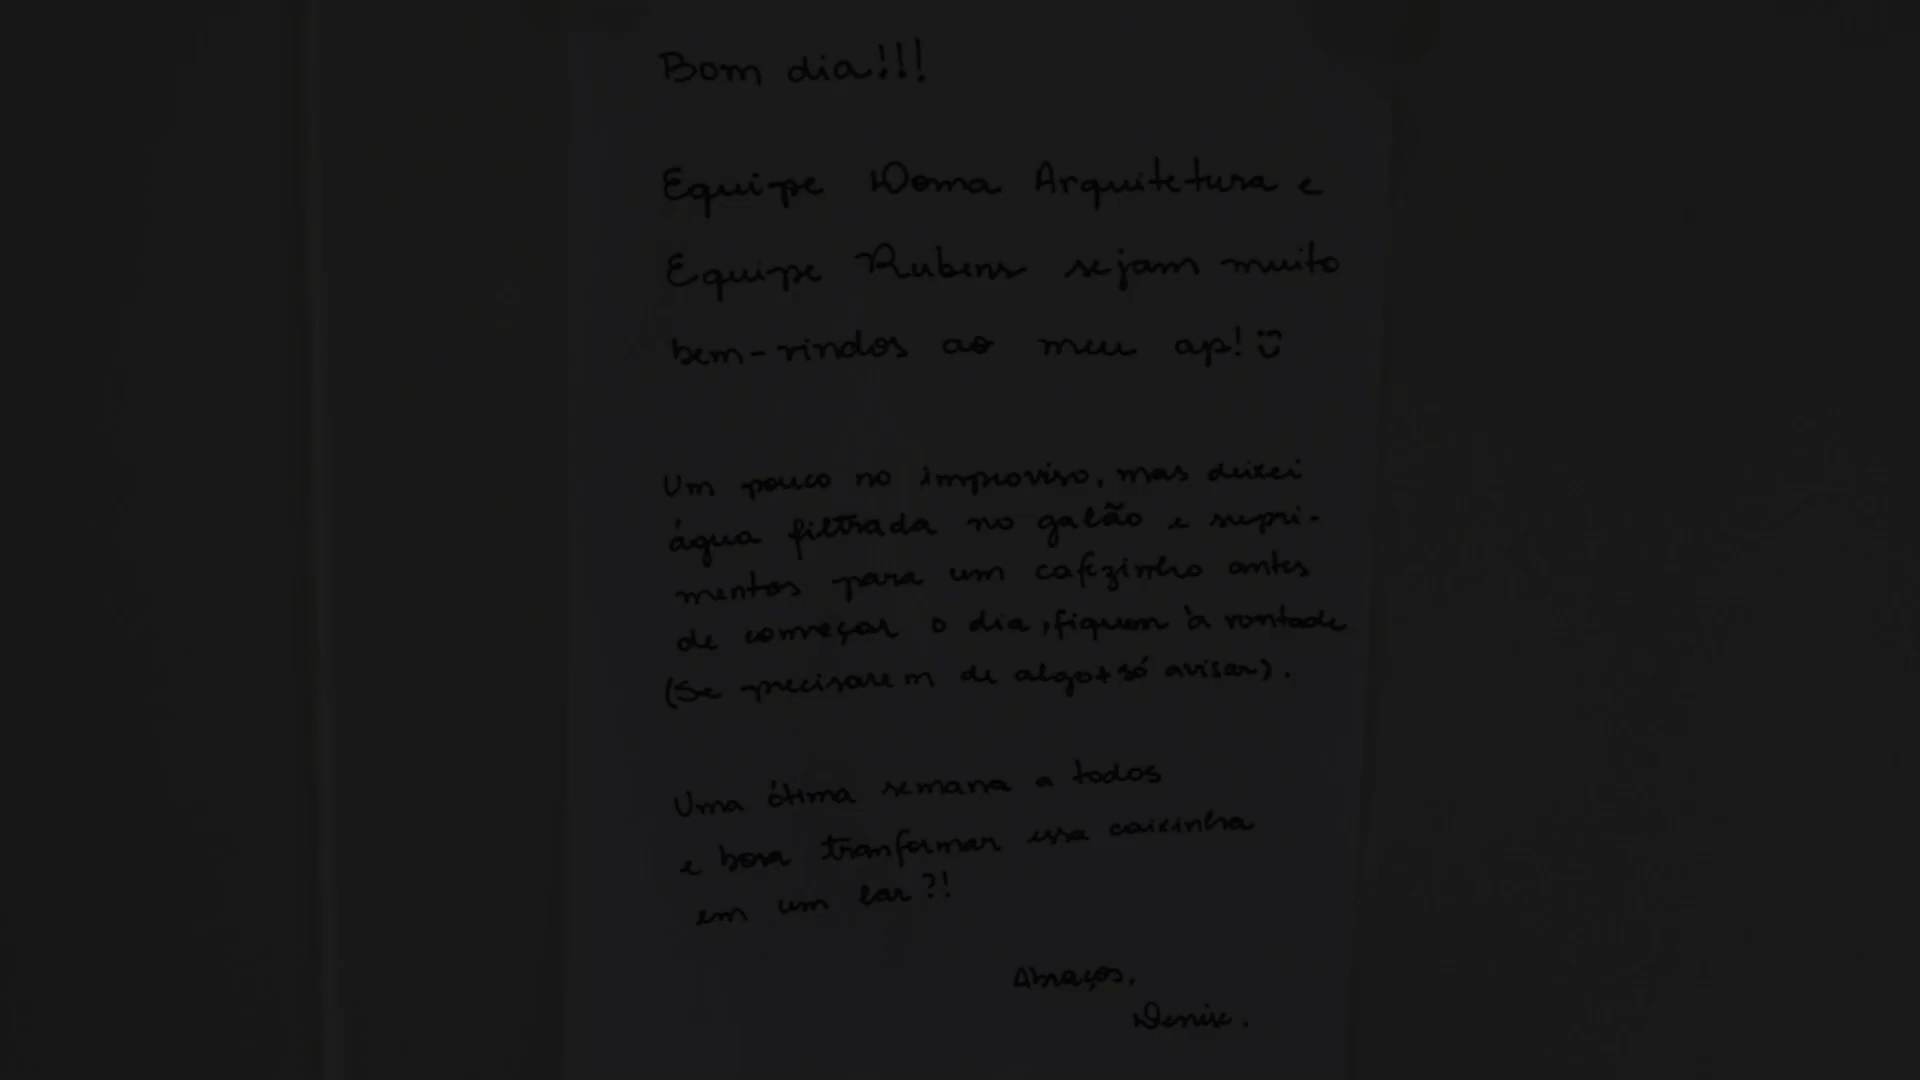 Bom dia!!!
Equipe Doma Arquitetura e
Equipe Rubens sejam muito
bem-vindos ao meu ap! :)
Um pouco no improviso, mas deixei
água filtrada no galão e supri-
mentos para um cafezinho antes
de começar o dia, fiquem à vontade
(Se precisarem de algo + só avisar).
Uma ótima semana a todos
e bora tranformar essa caixinha
em um lar?!
Abraços,
Denise.